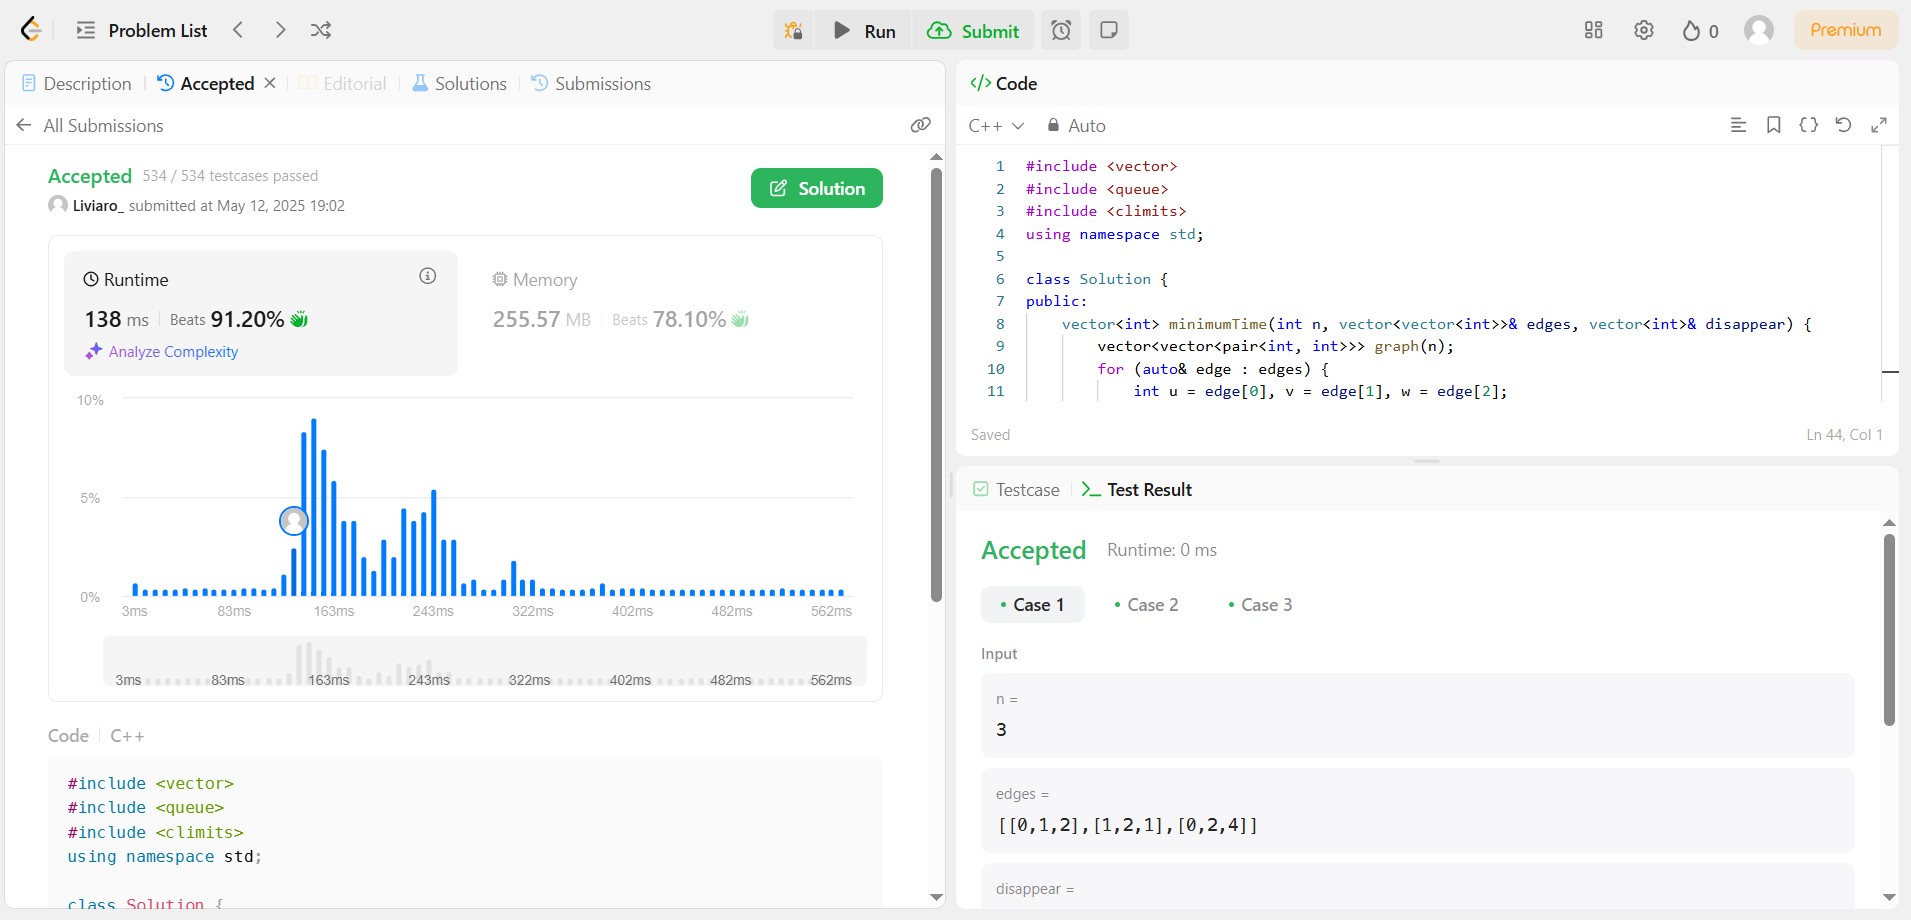 Problem List
Run
Submit
0
Premium
Description
Accepted
Editorial
Solutions
Submissions
All Submissions
Accepted 534 / 534 testcases passed
Liviaro_ submitted at May 12, 2025 19:02
Solution
Runtime
138 ms Beats 91.20%
Analyze Complexity
Memory
255.57 MB Beats 78.10%
10%
5%
0%
3ms 83ms 163ms 243ms 322ms 402ms 482ms 562ms
3ms 83ms 163ms 243ms 322ms 402ms 482ms 562ms
Code C++
#include <vector>
#include <queue>
#include <climits>
using namespace std;
class Solution {
</> Code
C++ Auto
1 #include <vector>
2 #include <queue>
3 #include <climits>
4 using namespace std;
5
6 class Solution {
7 public:
8 vector<int> minimumTime(int n, vector<vector<int>>& edges, vector<int>& disappear) {
9 vector<vector<pair<int, int>>> graph(n);
10 for (auto& edge : edges) {
11 int u = edge[0], v = edge[1], w = edge[2];
Saved
Ln 44, Col 1
Testcase
Test Result
Accepted Runtime: 0 ms
Case 1
Case 2
Case 3
Input
n =
3
edges =
[[0,1,2],[1,2,1],[0,2,4]]
disappear =